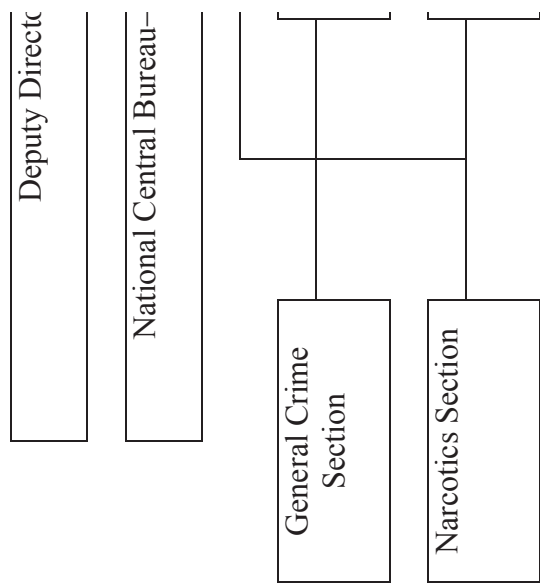 Deputy Directo
National Central Bureau–
General Crime
Section
Narcotics Section